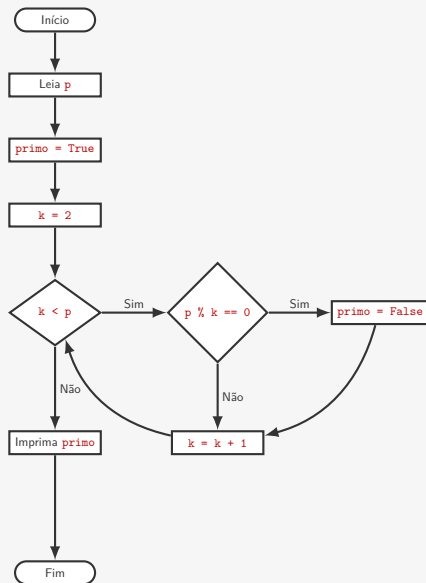 Início
Leia p
primo = True
k = 2
k < p
Sim
p % k == 0
Sim
primo = False
Não
Não
Imprima primo
k = k + 1
Fim